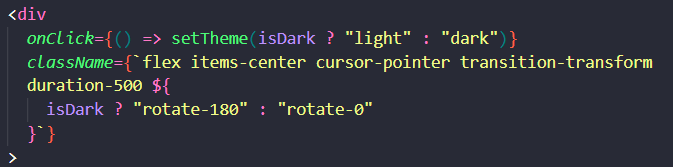 <div
onClick={() => setTheme(isDark ? "light" : "dark")}
className={`flex items-center cursor-pointer transition-transform
duration-500 ${
isDark ? "rotate-180" : "rotate-0"
}`}
>